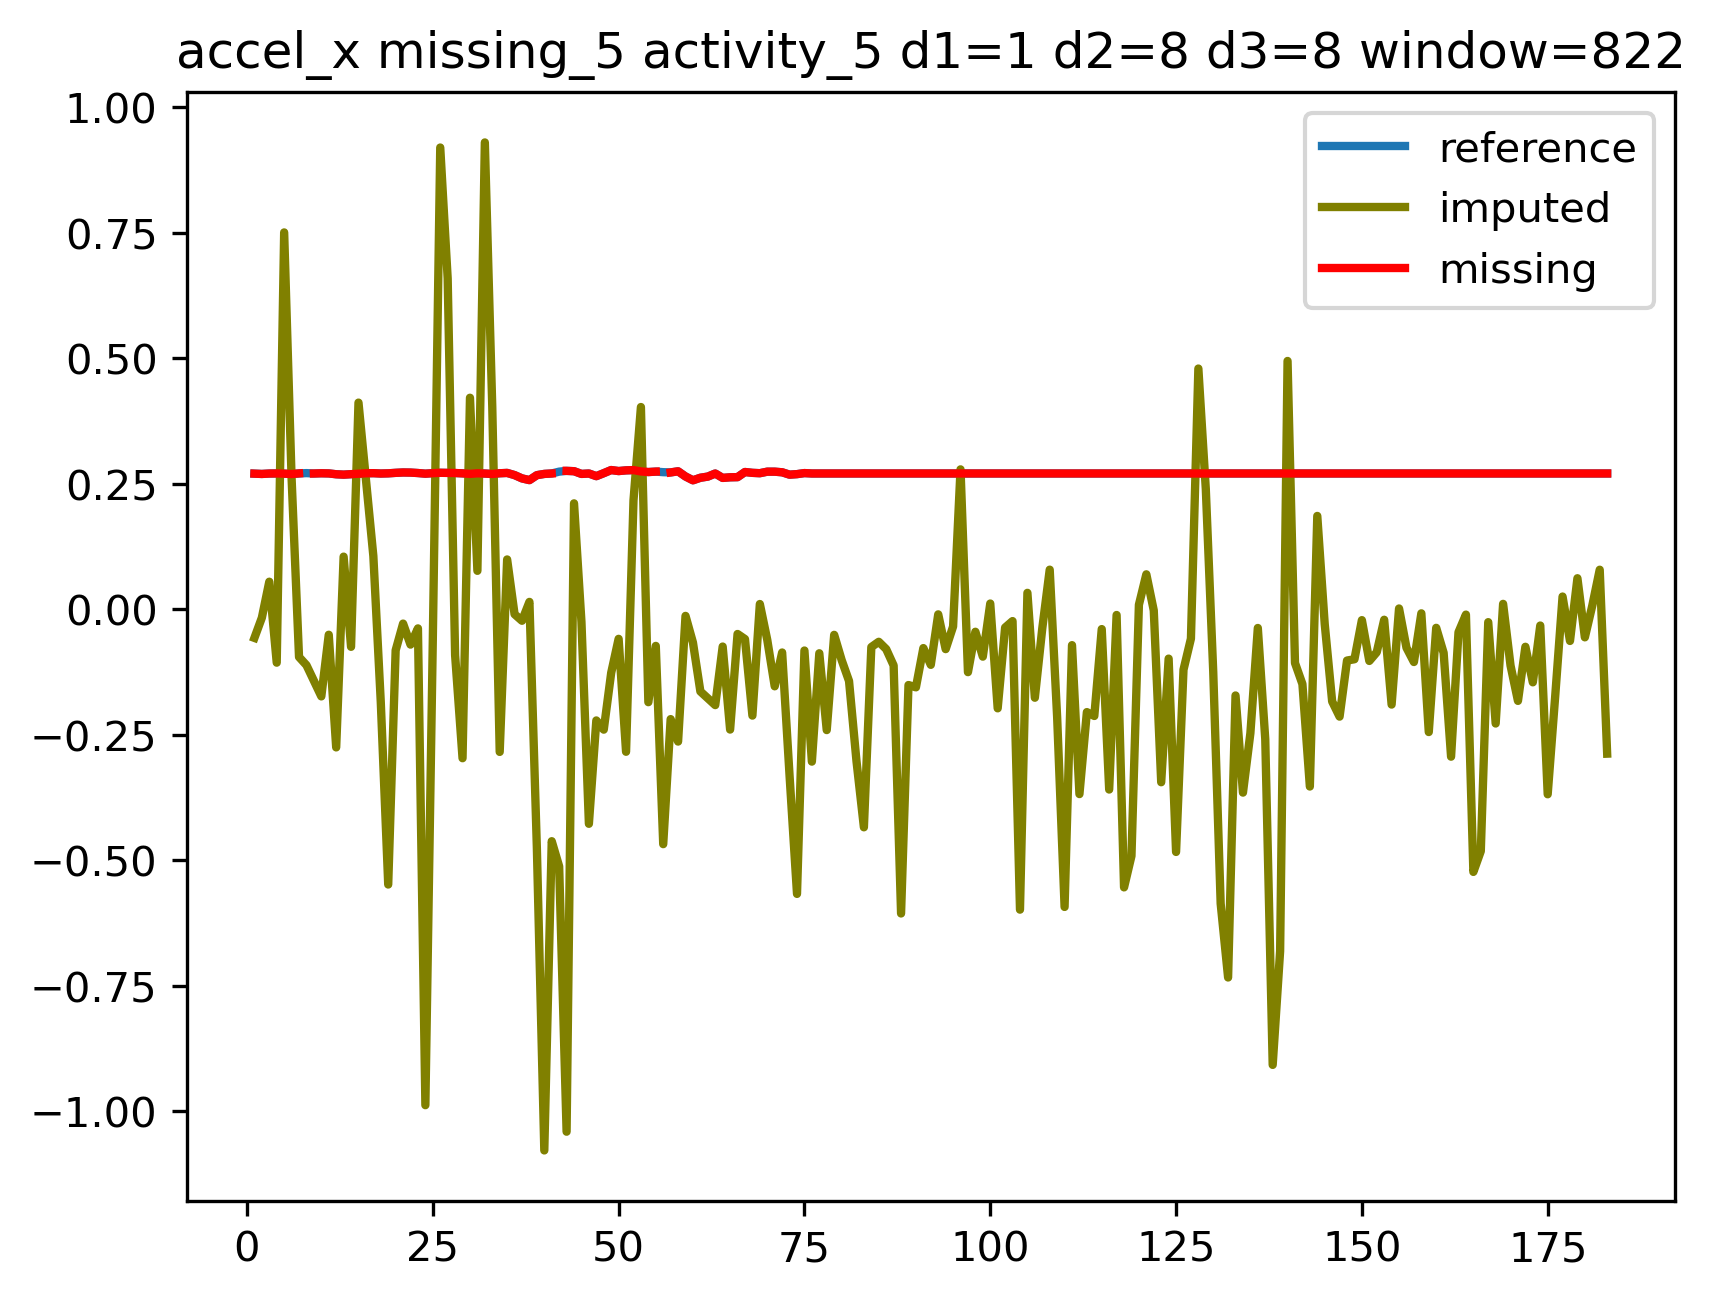 accel_x missing_5 activity_5 d1=1 d2=8 d3=8 window=822
1.00
0.75
0.50
0.25
0.00
−0.25
−0.50
−0.75
−1.00
reference
imputed
missing
0 25 50 75 100 125 150 175